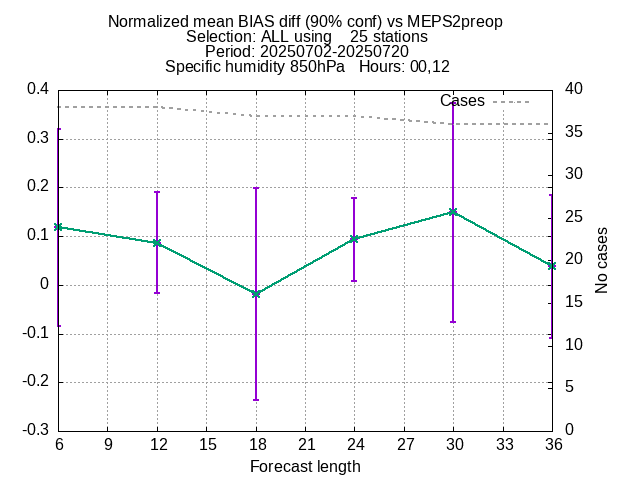 Normalized mean BIAS diff (90% conf) vs MEPS2preop
Selection: ALL using    25 stations
Period: 20250702-20250720
Specific humidity 850hPa   Hours: 00,12
Cases
0.4
0.3
0.2
0.1
0
-0.1
-0.2
-0.3
40
35
30
25
20
15
10
5
0
No cases
6 9 12 15 18 21 24 27 30 33 36
Forecast length